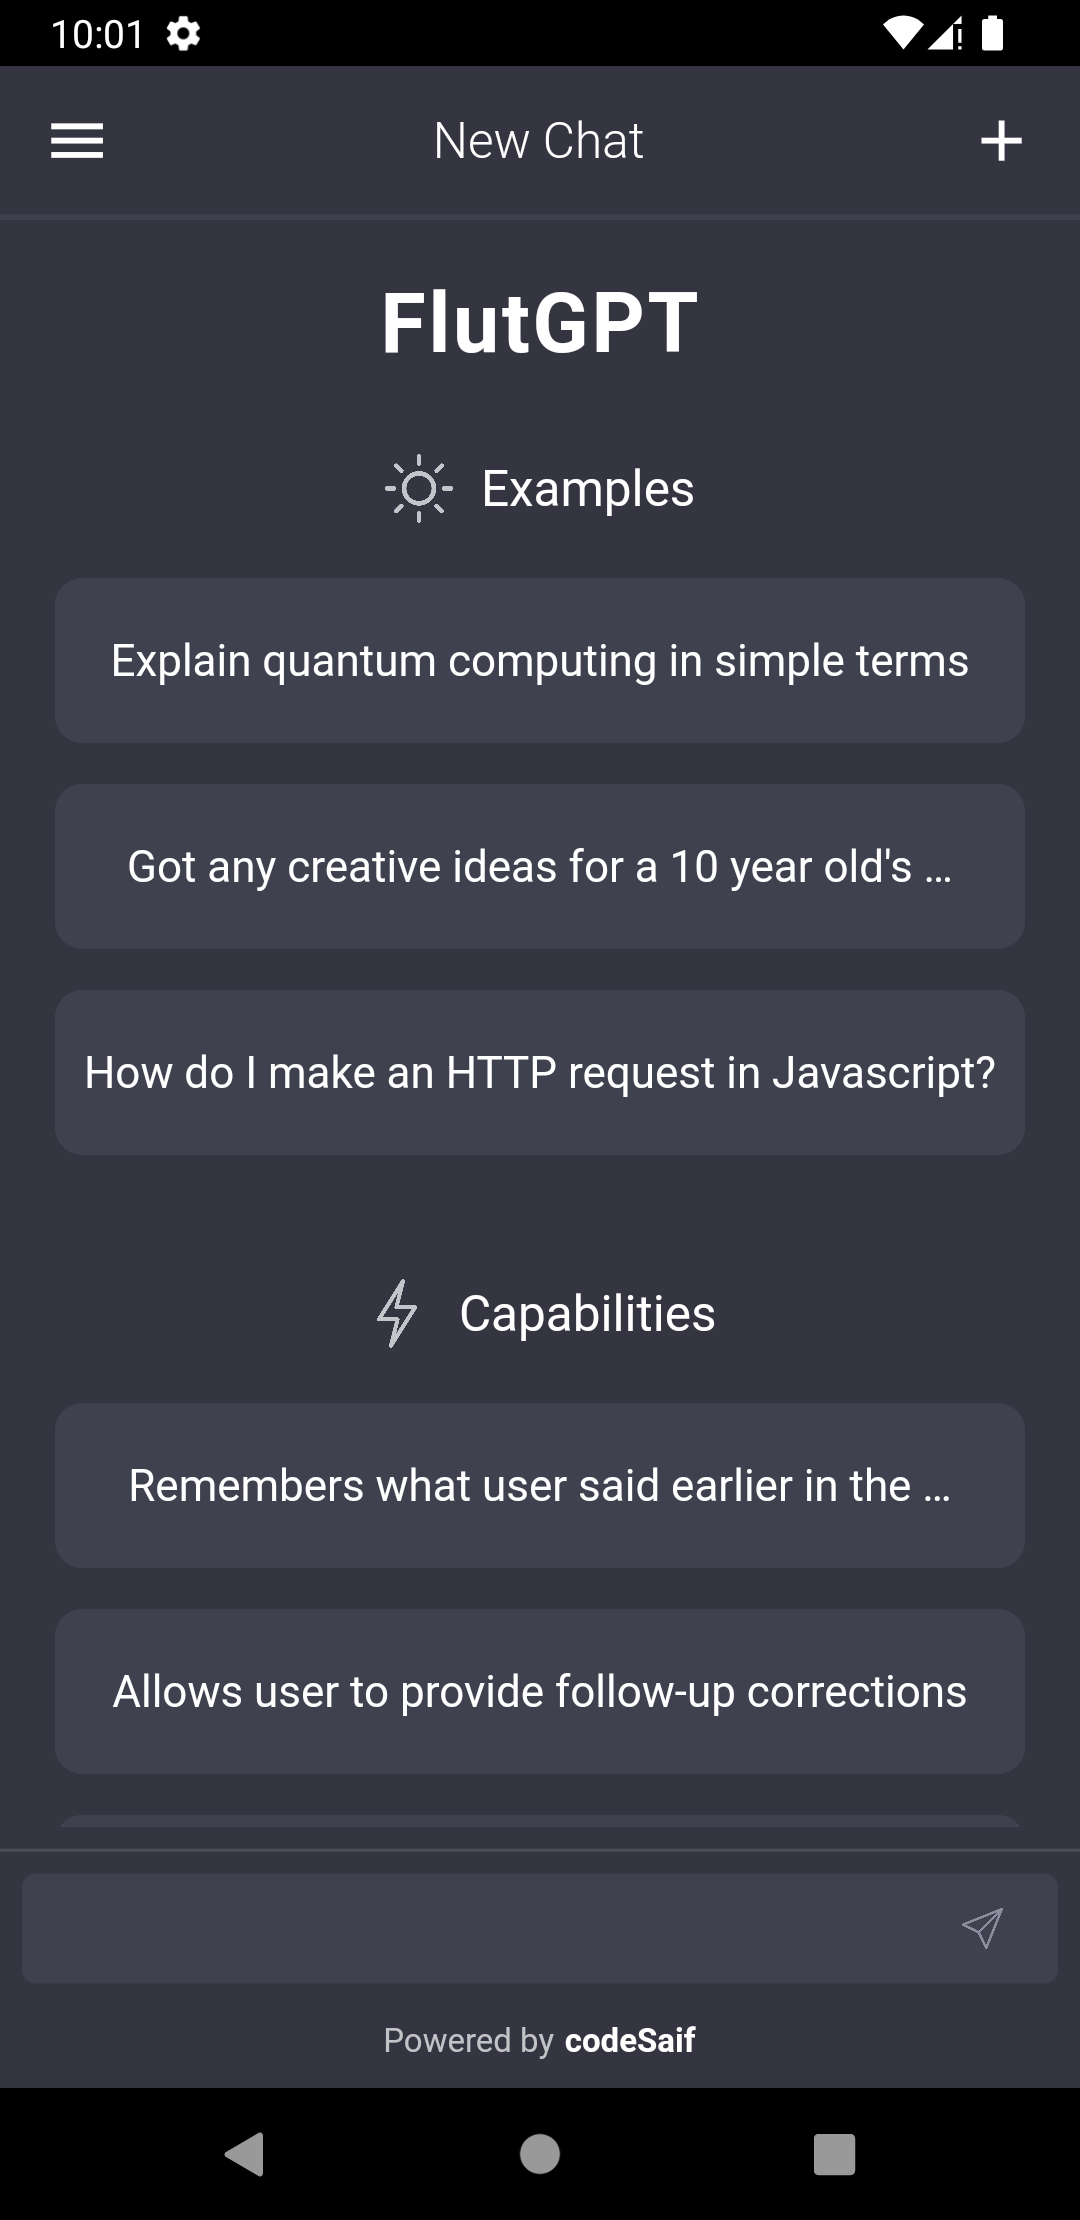 10:01
New Chat
FlutGPT
Examples
Explain quantum computing in simple terms
Got any creative ideas for a 10 year old's ...
How do I make an HTTP request in Javascript?
Capabilities
Remembers what user said earlier in the ...
Allows user to provide follow-up corrections
Powered by codeSaif